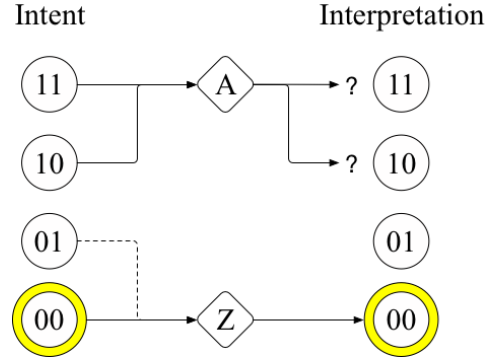 Intent Interpretation
11 A ? 11
10 ? 10
01 01
00 Z 00